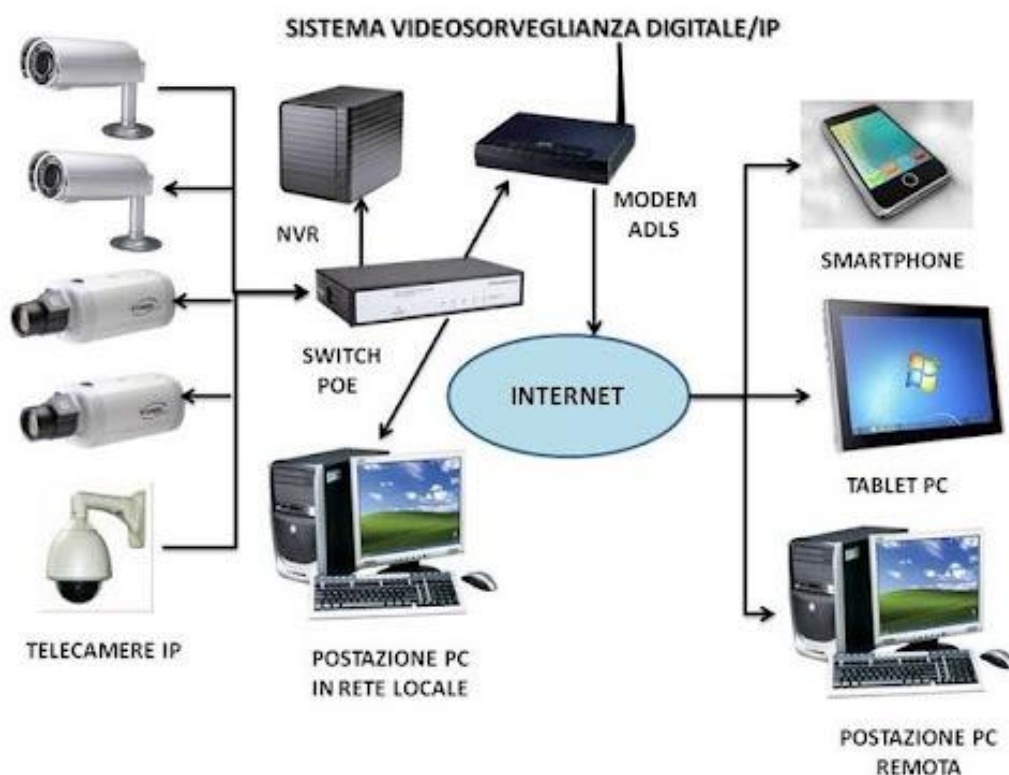 SISTEMA VIDEOSORVEGLIANZA DIGITALE/IP
NVR
MODEM
ADLS
SMARTPHONE
SWITCH
POE
INTERNET
TABLET PC
TELECAMERE IP
POSTAZIONE PC
IN RETE LOCALE
POSTAZIONE PC
REMOTA